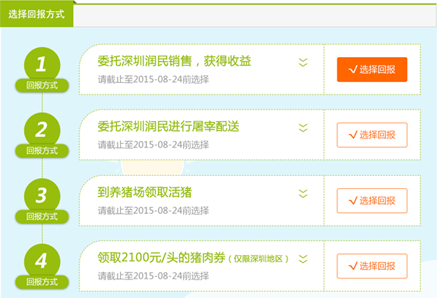 选择回报方式
1
回报方式
委托深圳润民销售，获得收益
请截止至2015-08-24前选择
选择回报
2
回报方式
委托深圳润民进行屠宰配送
请截止至2015-08-24前选择
选择回报
3
回报方式
到养猪场领取活猪
请截止至2015-08-24前选择
选择回报
4
回报方式
领取2100元/头的猪肉券（仅限深圳地区）
请截止至2015-08-24前选择
选择回报